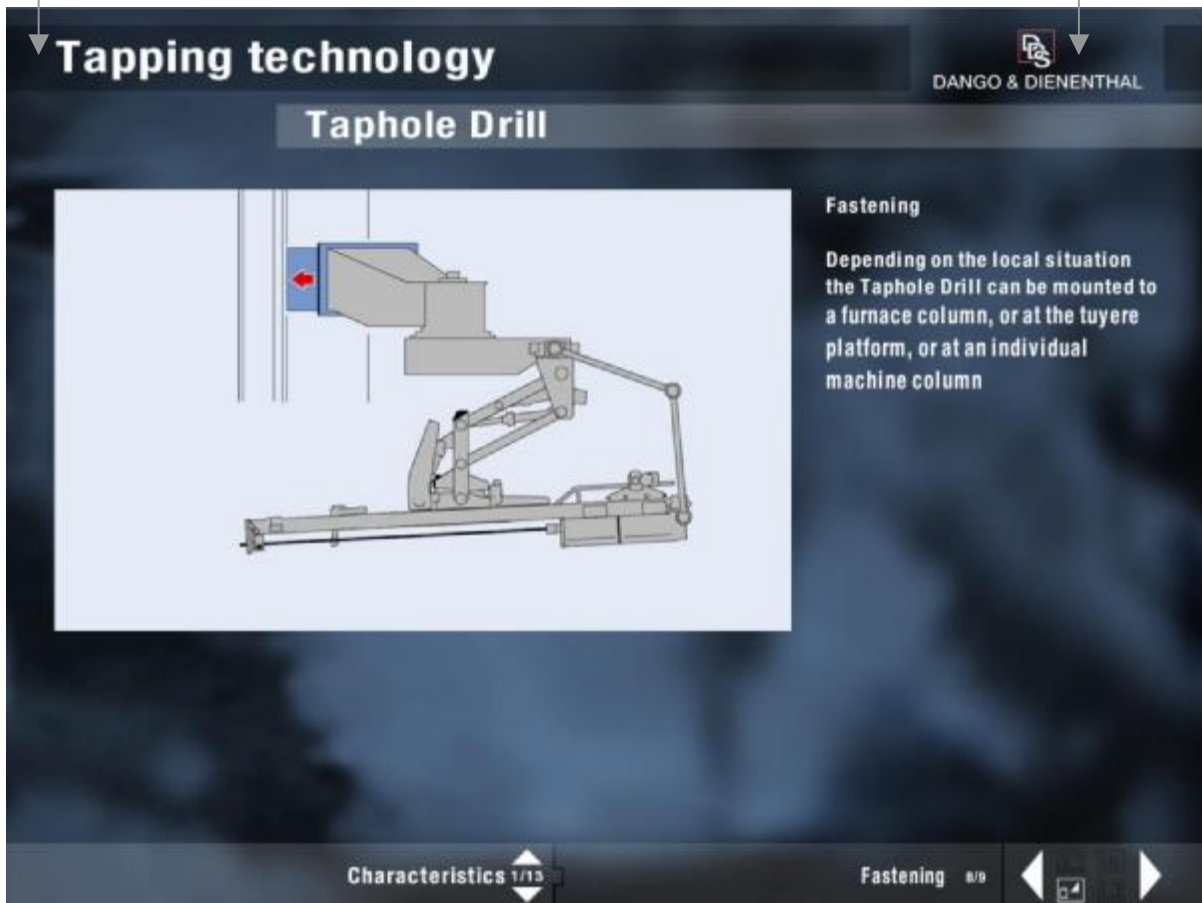 Tapping technology
DDS
DANGO & DIENENTHAL
Taphole Drill
Fastening
Depending on the local situation
the Taphole Drill can be mounted to
a furnace column, or at the tuyere
platform, or at an individual
machine column
Characteristics 1/13
Fastening 8/9